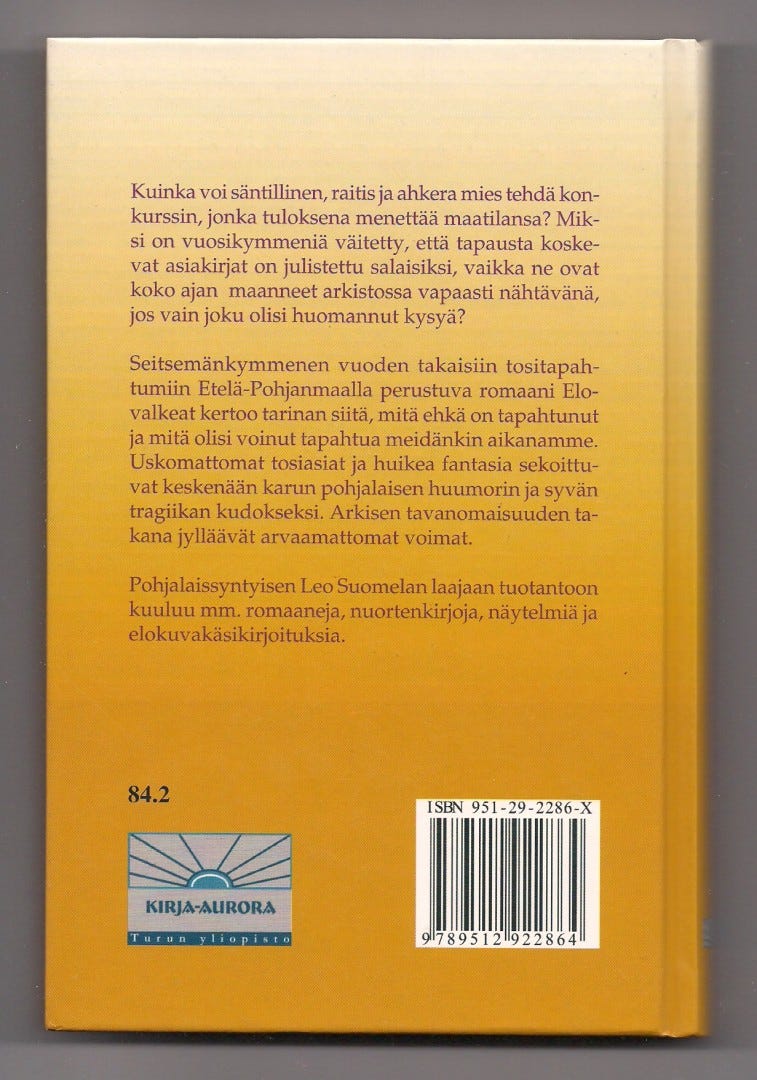 Kuinka voi säntillinen, raitis ja ahkera mies tehdä kon-
kurssin, jonka tuloksena menettää maatilansa? Mik-
si on vuosikymmeniä väitetty, että tapausta koske-
vat asiakirjat on julistettu salaisiksi, vaikka ne ovat
koko ajan maanneet arkistossa vapaasti nähtävänä,
jos vain joku olisi huomannut kysyä?
Seitsemänkymmenen vuoden takaisiin tositapah-
tumiin Etelä-Pohjanmaalla perustuva romaani Elo-
valkeat kertoo tarinan siitä, mitä ehkä on tapahtunut
ja mitä olisi voinut tapahtua meidänkin aikanamme.
Uskomattomat tosiasiat ja huikea fantasia sekoittu-
vat keskenään karun pohjalaisen huumorin ja syvän
tragiikan kudokseksi. Arkisen tavanomaisuuden ta-
kana jylläävät arvaamattomat voimat.
Pohjalaissyntyisen Leo Suomelan laajaan tuotantoon
kuuluu mm. romaaneja, nuortenkirjoja, näytelmiä ja
elokuvakäsikirjoituksia.
84.2
KIRJA-AURORA
Turun yliopisto
ISBN 951-29-2286-X
9 789512 922864